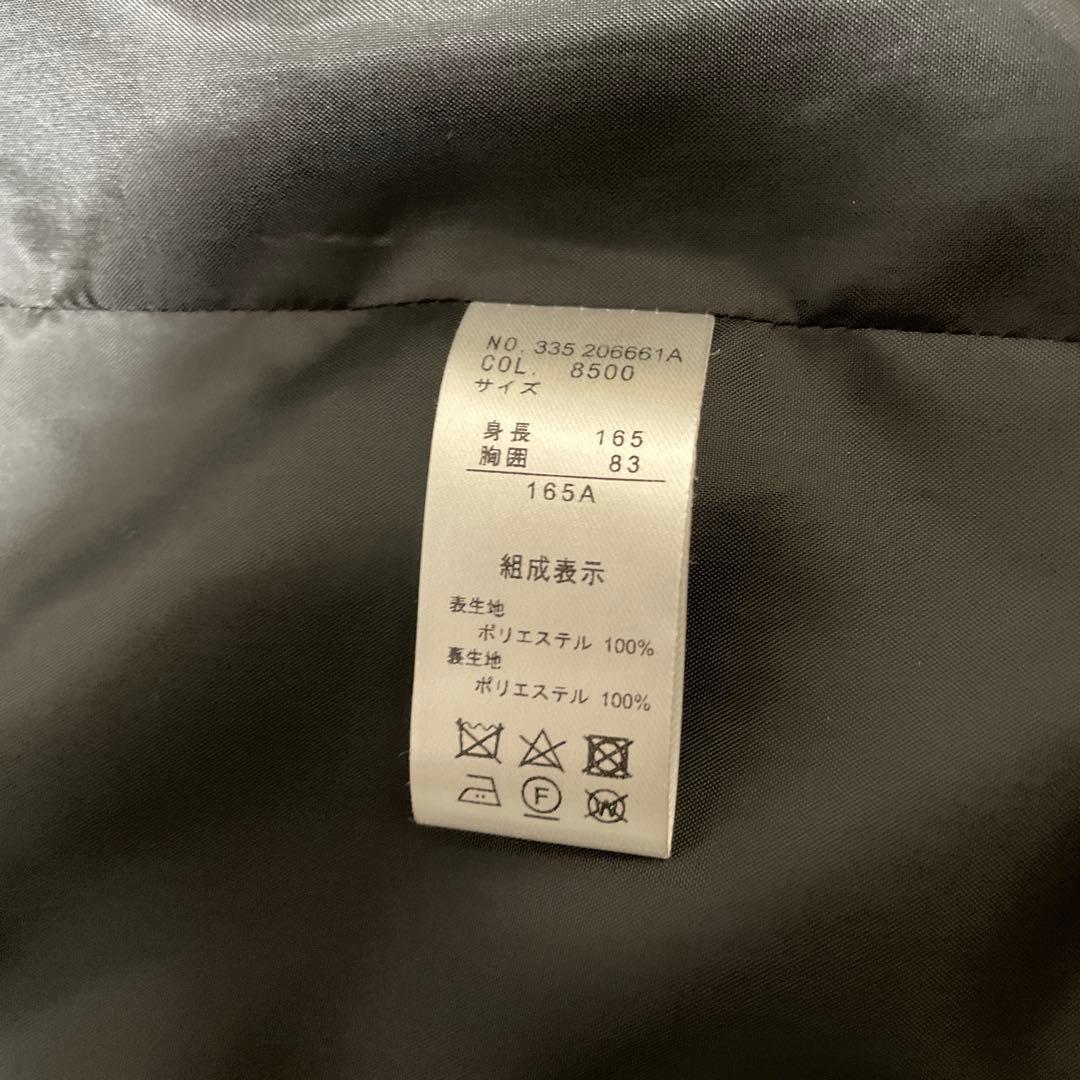 NO. 335 206661A
COL. 8500
サイズ
身長 165
胸囲 83
165A
組成表示
表生地
ポリエステル 100%
裏生地
ポリエステル 100%
F
W